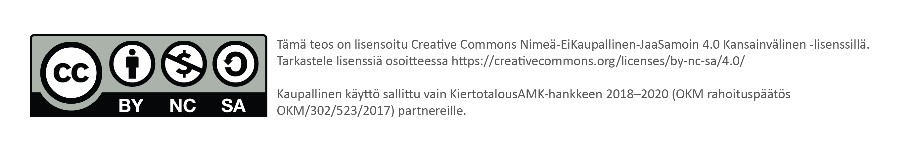 cc
BY NC SA
Tämä teos on lisensoitu Creative Commons Nimeä-EiKaupallinen-JaaSamoin 4.0 Kansainvälinen -lisenssillä.
Tarkastele lisenssiä osoitteessa https://creativecommons.org/licenses/by-nc-sa/4.0/
Kaupallinen käyttö sallittu vain KiertotalousAMK-hankkeen 2018–2020 (OKM rahoituspäätös
OKM/302/523/2017) partnereille.